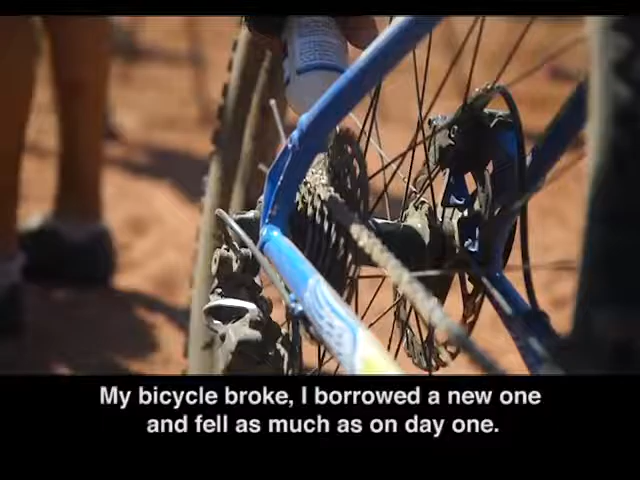 My bicycle broke, I borrowed a new one
and fell as much as on day one.